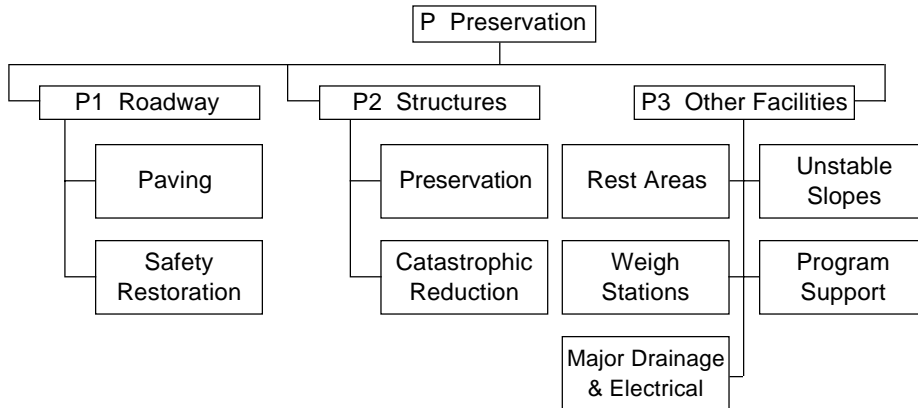 P Preservation
P1 Roadway
P2 Structures
P3 Other Facilities
Paving
Preservation
Rest Areas
Unstable
Slopes
Safety
Restoration
Catastrophic
Reduction
Weigh
Stations
Program
Support
Major Drainage
& Electrical